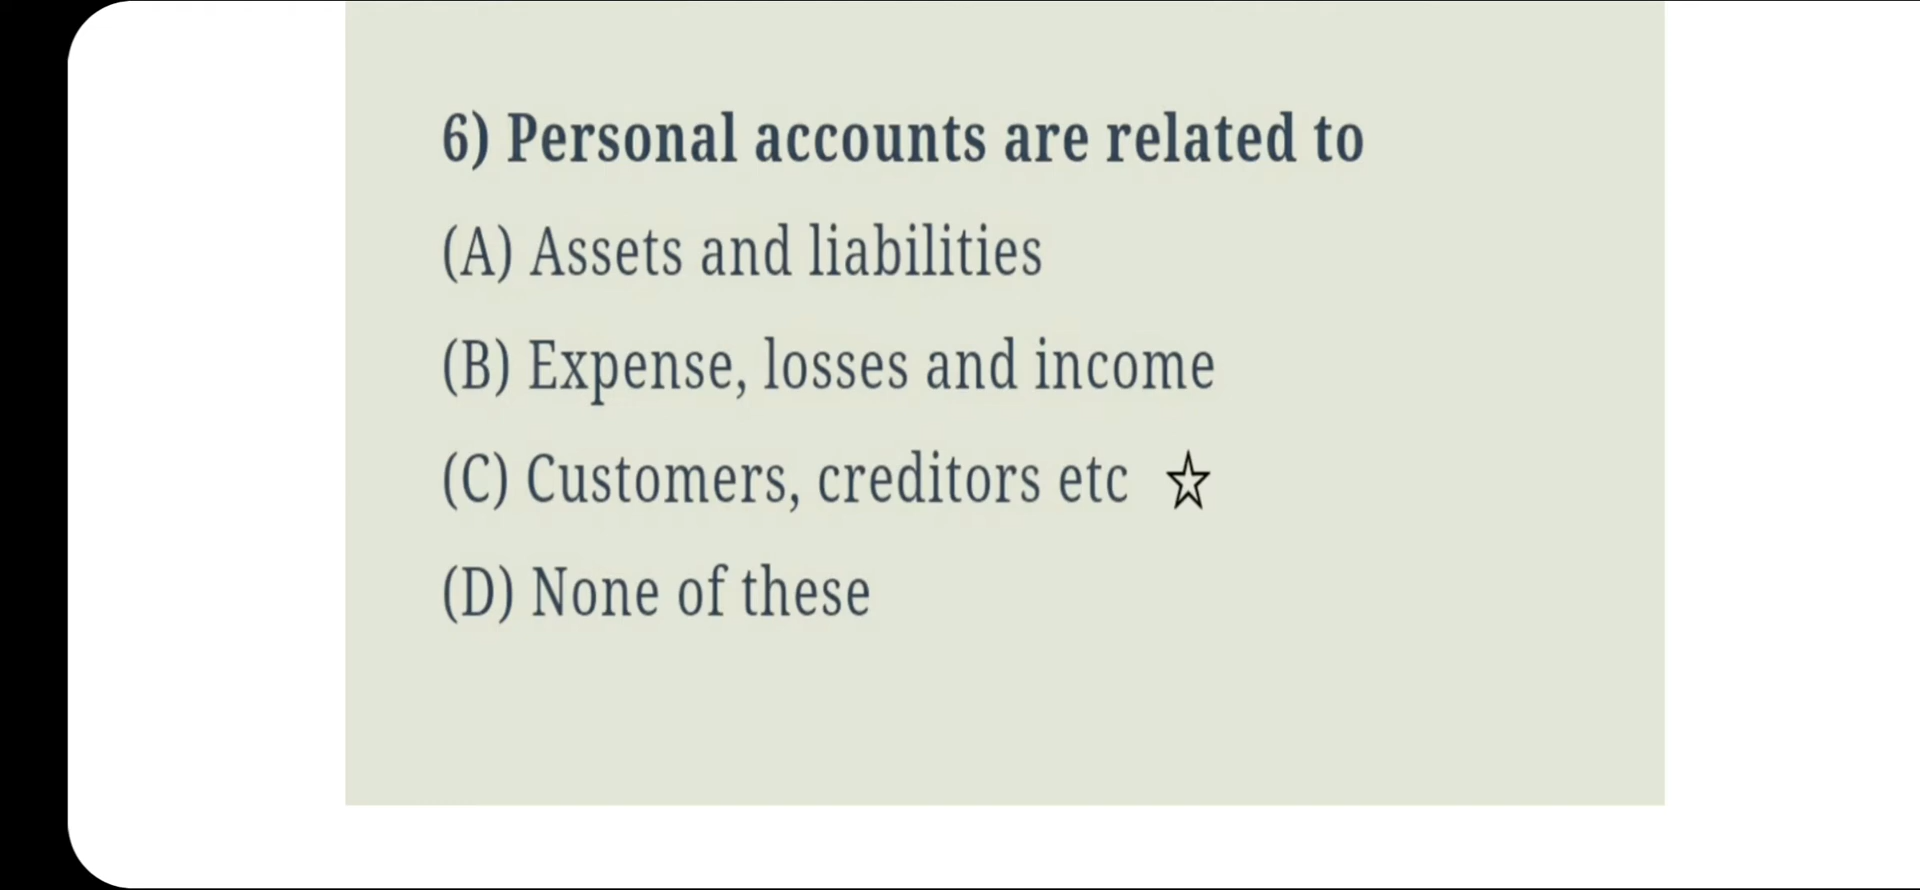 6) Personal accounts are related to
(A) Assets and liabilities
(B) Expense, losses and income
(C) Customers, creditors etc ☆
(D) None of these